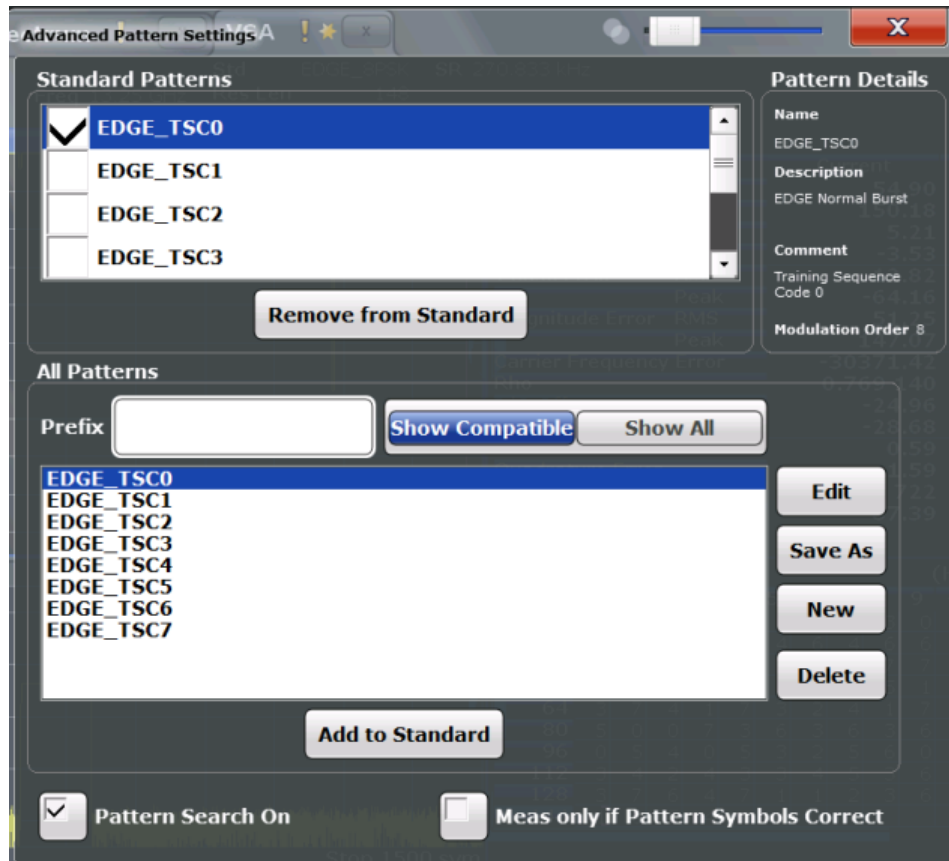 Advanced Pattern Settings
VSA
Standard Patterns
EDGE_TSC0
EDGE_TSC1
EDGE_TSC2
EDGE_TSC3
Remove from Standard
Pattern Details
Name
EDGE_TSC0
Description
EDGE Normal Burst
Comment
Training Sequence
Code 0
Modulation Order 8
All Patterns
Prefix
Show Compatible
Show All
EDGE_TSC0
EDGE_TSC1
EDGE_TSC2
EDGE_TSC3
EDGE_TSC4
EDGE_TSC5
EDGE_TSC6
EDGE_TSC7
Edit
Save As
New
Delete
Add to Standard
Pattern Search On
Meas only if Pattern Symbols Correct